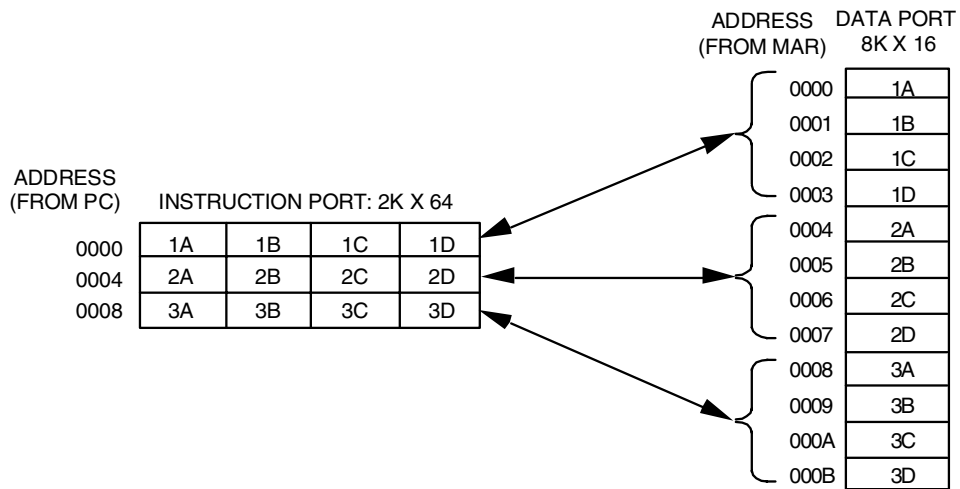 ADDRESS
(FROM MAR)
DATA PORT
8K X 16
0000 1A
0001 1B
0002 1C
0003 1D
0004 2A
0005 2B
0006 2C
0007 2D
0008 3A
0009 3B
000A 3C
000B 3D
ADDRESS
(FROM PC)
INSTRUCTION PORT: 2K X 64
0000 1A 1B 1C 1D
0004 2A 2B 2C 2D
0008 3A 3B 3C 3D